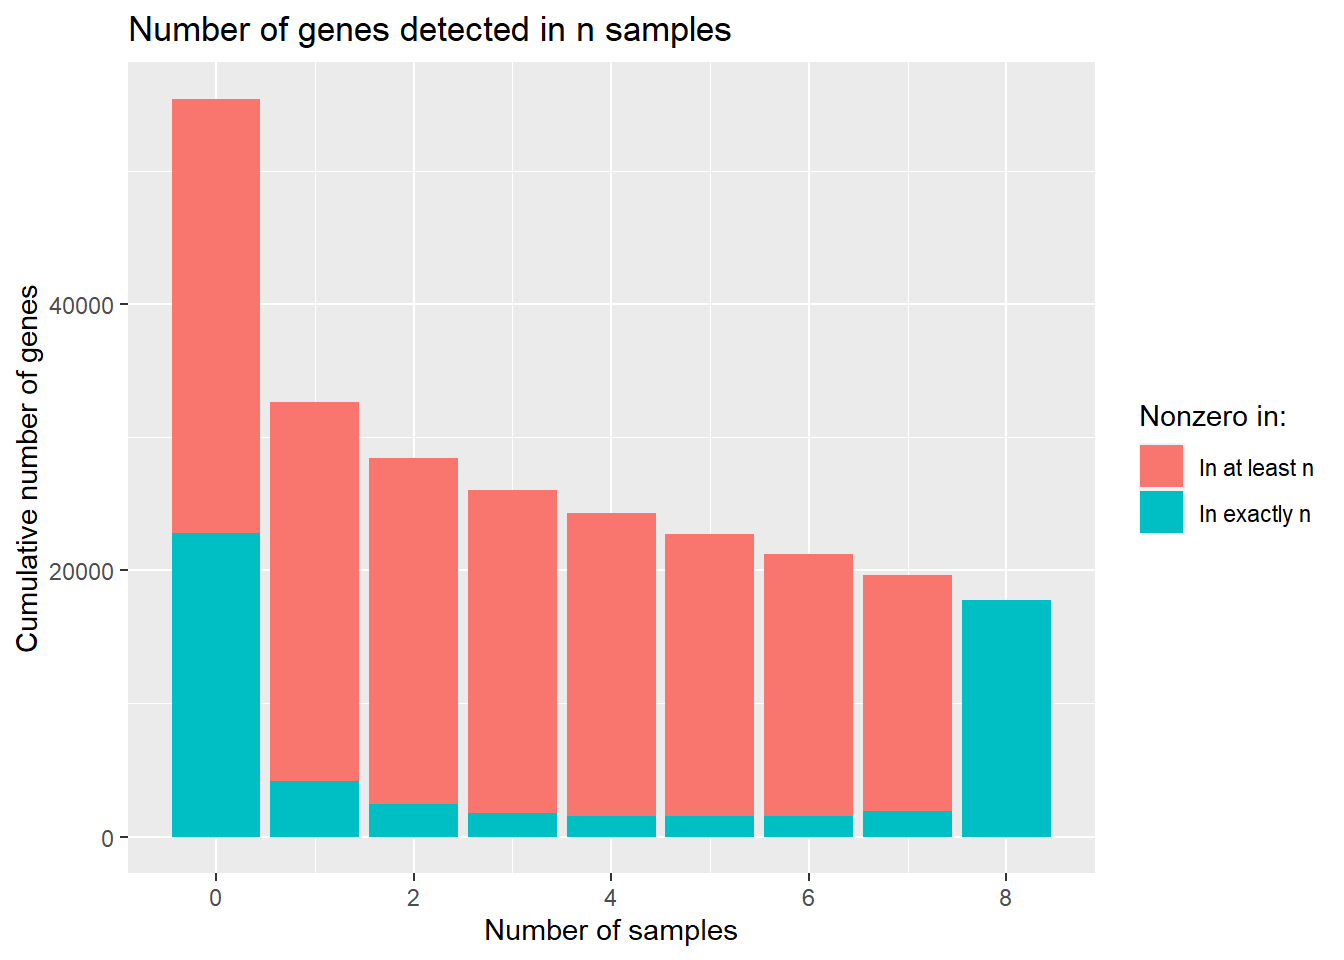 Number of genes detected in n samples
Cumulative number of genes
40000
20000
0
0 2 4 6 8
Number of samples
Nonzero in:
In at least n
In exactly n